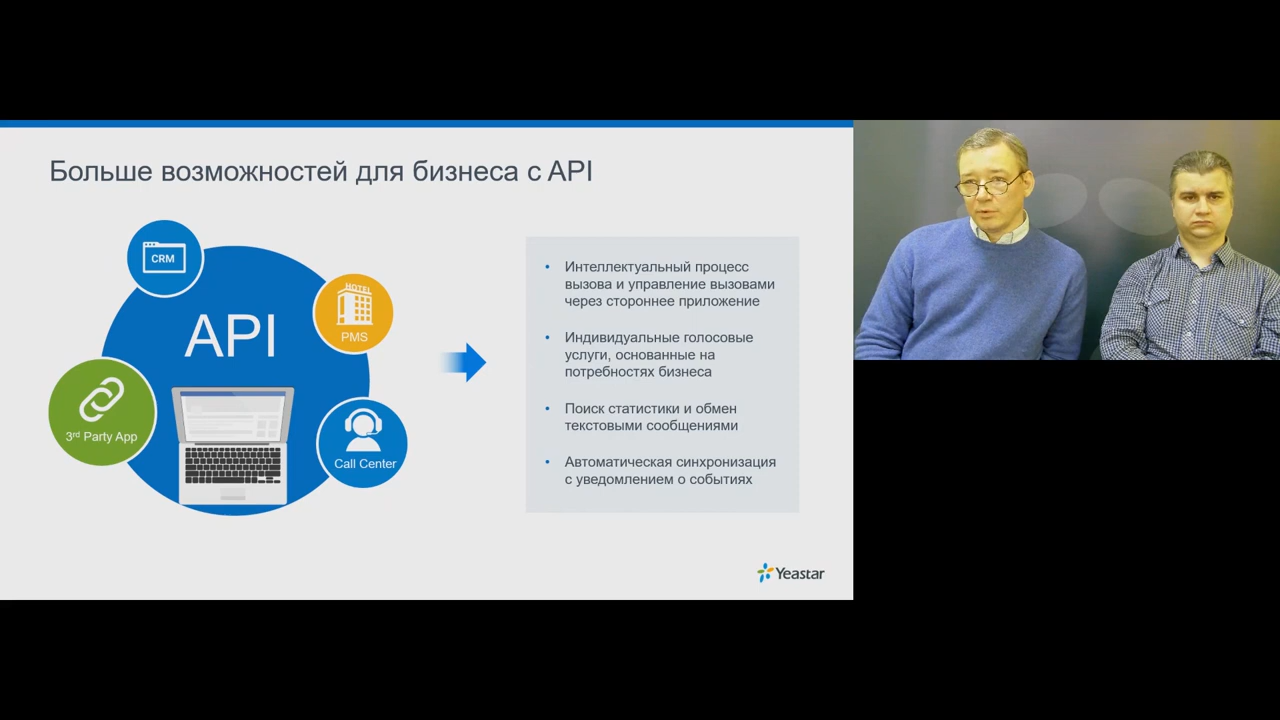 Больше возможностей для бизнеса с API
CRM
API
HOTEL
PMS
3rd Party App
Call Center
• Интеллектуальный процесс
вызова и управление вызовами
через стороннее приложение
• Индивидуальные голосовые
услуги, основанные на
потребностях бизнеса
• Поиск статистики и обмен
текстовыми сообщениями
• Автоматическая синхронизация
с уведомлением о событиях
Yeastar